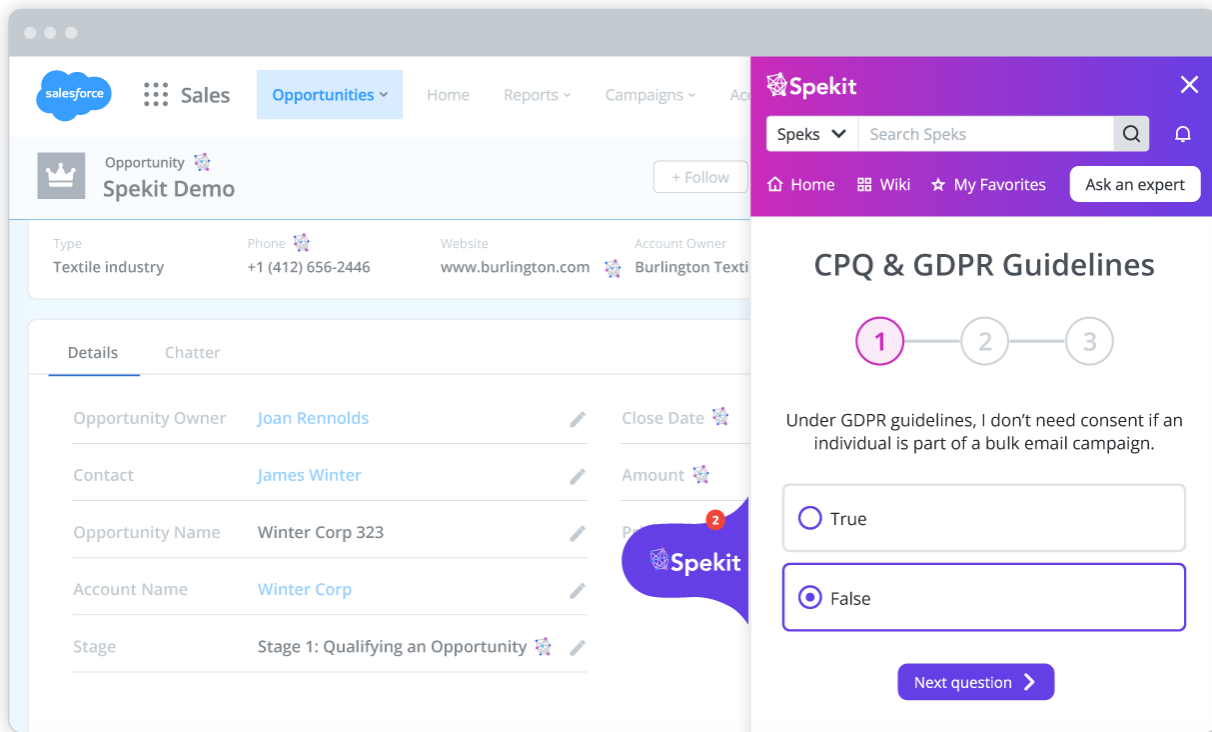 salesforce
Sales
Opportunities
Home
Reports
Campaigns
Opportunity
Spekit Demo
+ Follow
Type
Phone
Website
Account Owner
Textile industry
+1 (412) 656-2446
www.burlington.com
Burlington Texti
Details
Chatter
Opportunity Owner
Joan Rennolds
Close Date
Contact
James Winter
Amount
Opportunity Name
Winter Corp 323
Account Name
Winter Corp
Stage
Stage 1: Qualifying an Opportunity
2
Spekit
Spekit
Speks
Search Speks
Home
Wiki
My Favorites
Ask an expert
CPQ & GDPR Guidelines
1
2
3
Under GDPR guidelines, I don’t need consent if an
individual is part of a bulk email campaign.
True
False
Next question